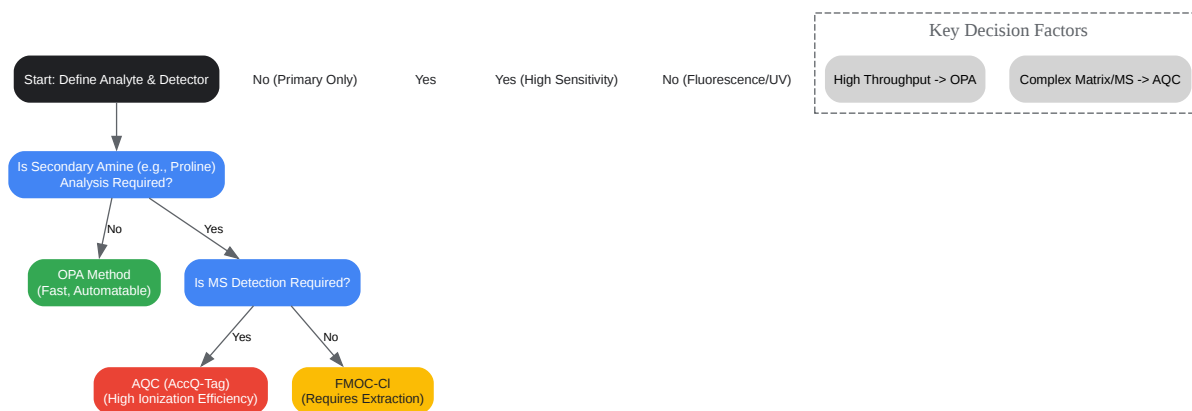 Key Decision Factors
Start: Define Analyte & Detector
No (Primary Only)
Yes
Yes (High Sensitivity)
No (Fluorescence/UV)
High Throughput -> OPA
Complex Matrix/MS -> AQC
Is Secondary Amine (e.g., Proline)
Analysis Required?
No
Yes
OPA Method
(Fast, Automatable)
Is MS Detection Required?
Yes
No
AQC (AccQ-Tag)
(High Ionization Efficiency)
FMOC-Cl
(Requires Extraction)